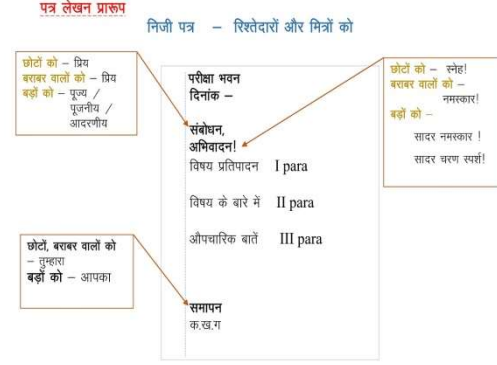 पत्र लेखन प्रारूप
निजी पत्र – रिश्तेदारों और मित्रों को
छोटों को – प्रिय
बराबर वालों को – प्रिय
बड़ों को – पूज्य /
पूजनीय /
आदरणीय
परीक्षा भवन
दिनांक –
संबोधन,
अभिवादन!
विषय प्रतिपादन I para
विषय के बारे में II para
औपचारिक बातें III para
समापन
क.ख.ग
छोटों को – स्नेह!
बराबर वालों को –
नमस्कार!
बड़ों को –
सादर नमस्कार !
सादर चरण स्पर्श!
छोटों, बराबर वालों को
– तुम्हारा
बड़ों को – आपका